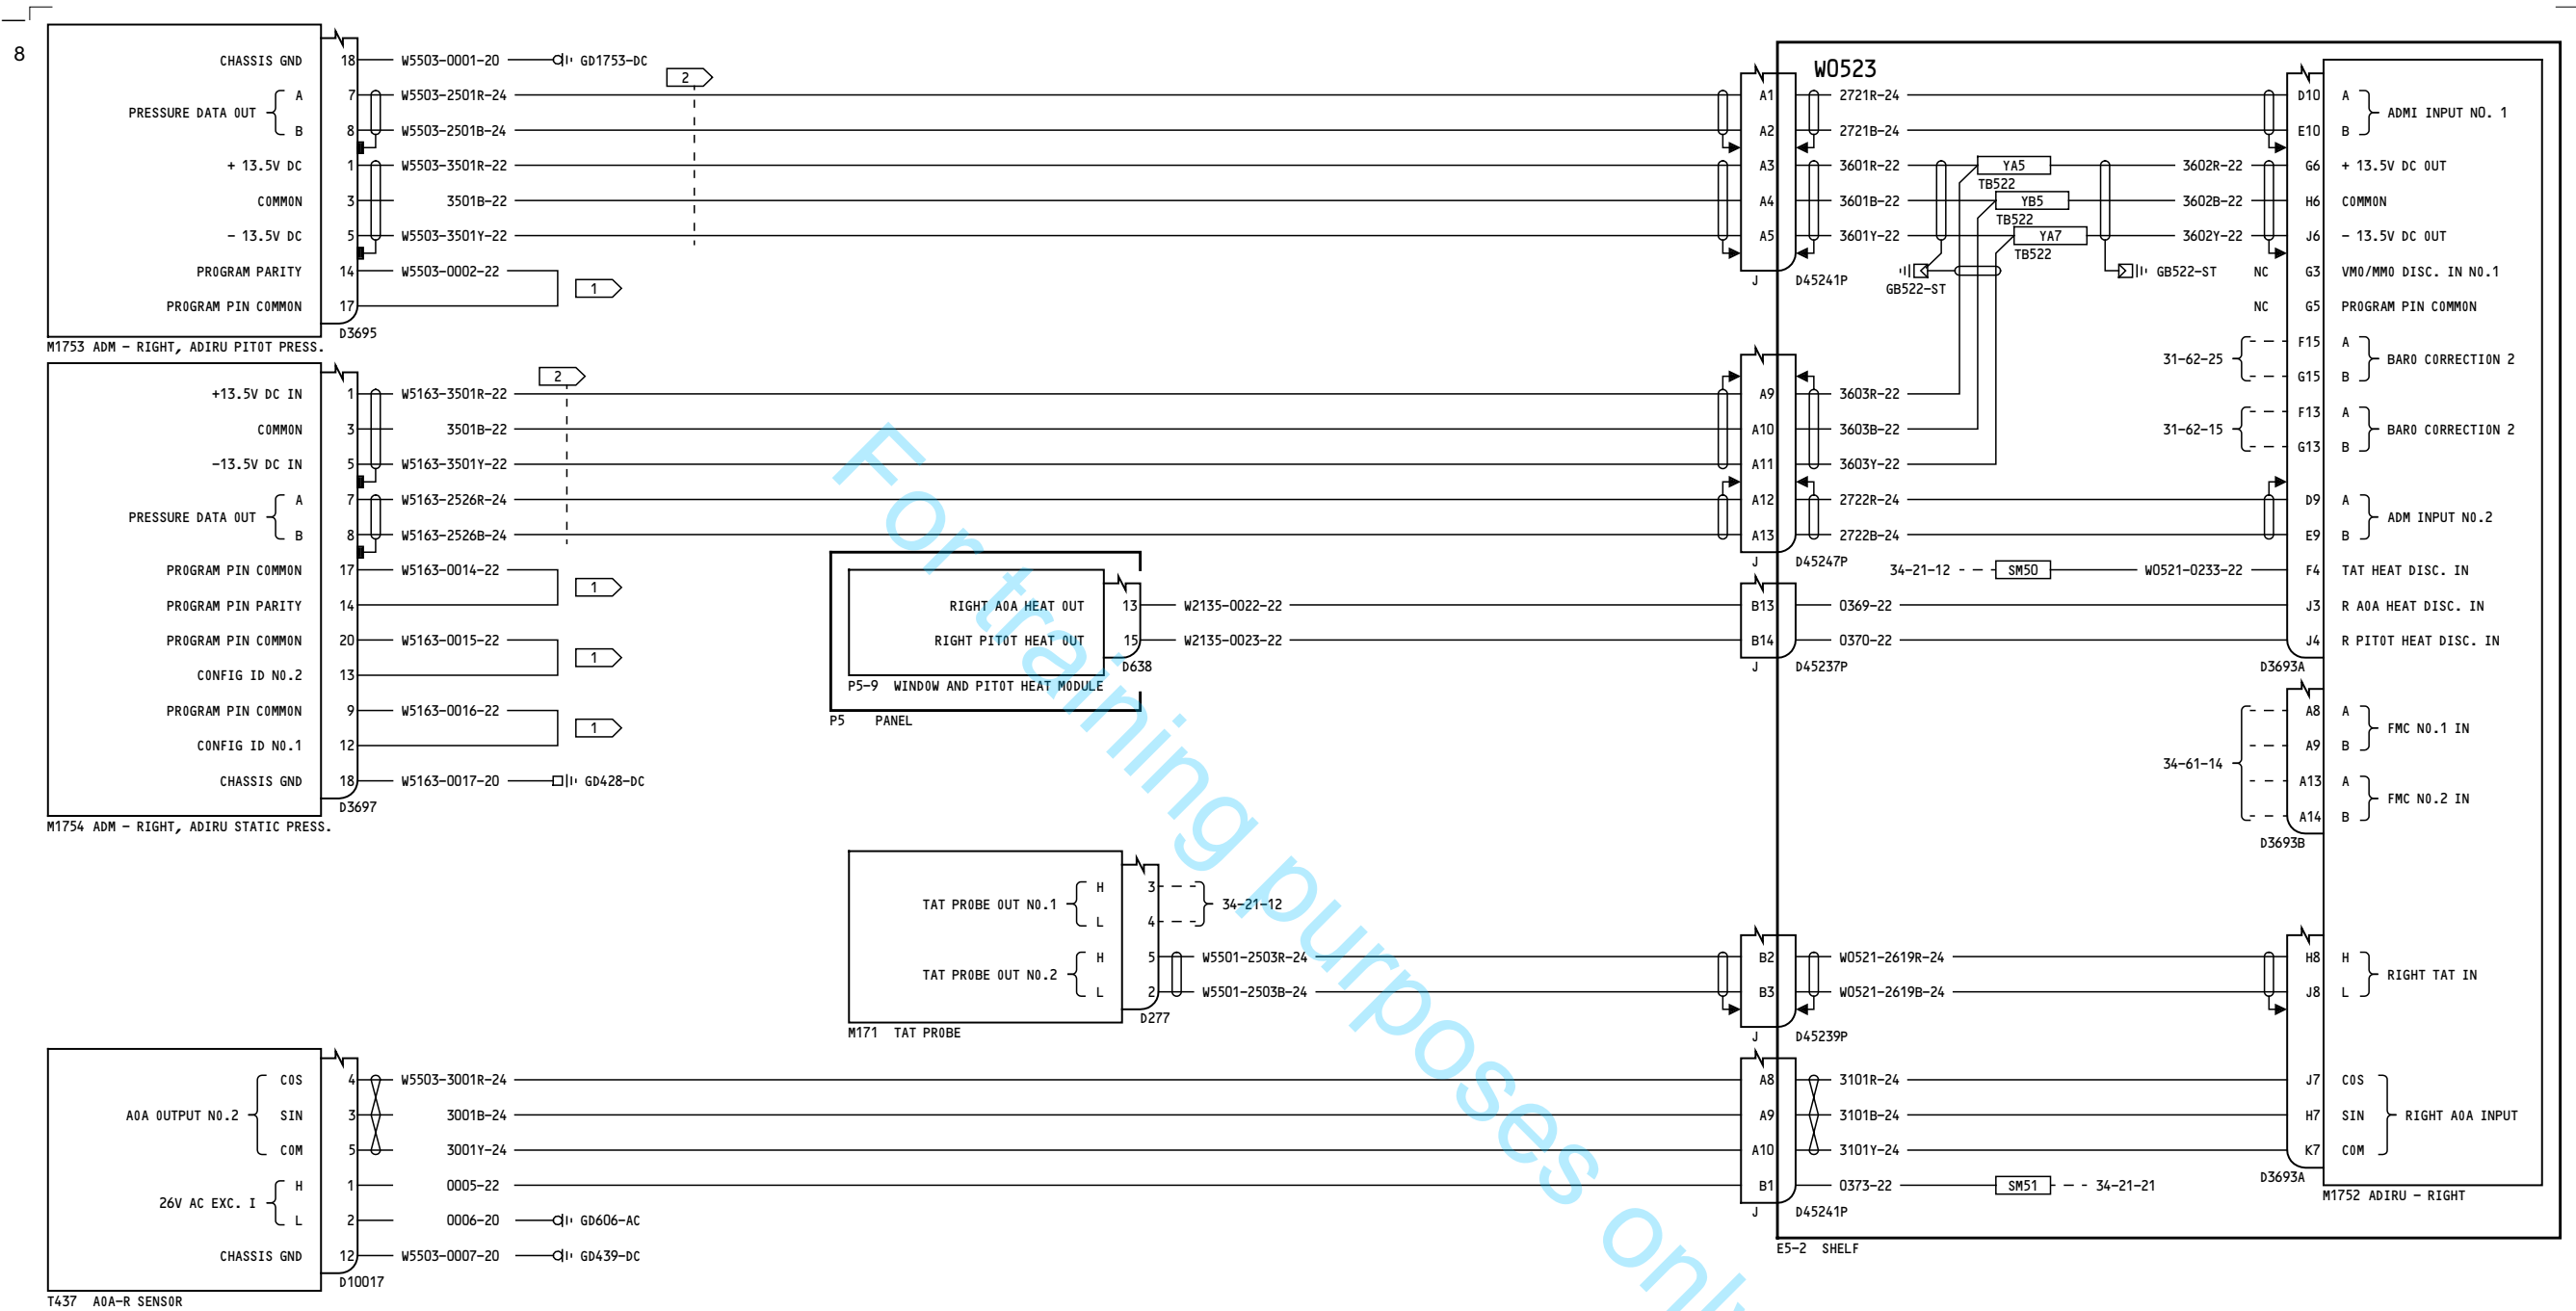 8
CHASSIS GND 18 W5503-0001-20 GD1753-DC
2
PRESSURE DATA OUT
A 7 W5503-2501R-24
B 8 W5503-2501B-24
+ 13.5V DC 1 W5503-3501R-22
COMMON 3 3501B-22
- 13.5V DC 5 W5503-3501Y-22
PROGRAM PARITY 14 W5503-0002-22
1
PROGRAM PIN COMMON 17
D3695
M1753 ADM - RIGHT, ADIRU PITOT PRESS.
2
+13.5V DC IN 1 W5163-3501R-22
COMMON 3 3501B-22
-13.5V DC IN 5 W5163-3501Y-22
PRESSURE DATA OUT
A 7 W5163-2526R-24
B 8 W5163-2526B-24
PROGRAM PIN COMMON 17 W5163-0014-22
1
PROGRAM PIN PARITY 14
PROGRAM PIN COMMON 20 W5163-0015-22
1
CONFIG ID NO.2 13
PROGRAM PIN COMMON 9 W5163-0016-22
1
CONFIG ID NO.1 12
CHASSIS GND 18 W5163-0017-20 GD428-DC
D3697
M1754 ADM - RIGHT, ADIRU STATIC PRESS.
RIGHT AOA HEAT OUT 13 W2135-0022-22
RIGHT PITOT HEAT OUT 15 W2135-0023-22
D638
P5-9 WINDOW AND PITOT HEAT MODULE
P5 PANEL
TAT PROBE OUT NO.1
H 3
L 4
34-21-12
TAT PROBE OUT NO.2
H 5 W5501-2503R-24
L 2 W5501-2503B-24
D277
M171 TAT PROBE
AOA OUTPUT NO.2
COS 4 W5503-3001R-24
SIN 3 3001B-24
COM 5 3001Y-24
26V AC EXC. I
H 1 0005-22
L 2 0006-20 GD606-AC
CHASSIS GND 12 W5503-0007-20 GD439-DC
D10017
T437 AOA-R SENSOR
W0523
A1 2721R-24 D10 A
A2 2721B-24 E10 B
ADMI INPUT NO. 1
A3 3601R-22 YA5 3602R-22 G6 + 13.5V DC OUT
TB522
A4 3601B-22 YB5 3602B-22 H6 COMMON
TB522
A5 3601Y-22 YA7 3602Y-22 J6 - 13.5V DC OUT
TB522
GB522-ST
GB522-ST
J D45241P
NC G3 VMO/MMO DISC. IN NO.1
NC G5 PROGRAM PIN COMMON
31-62-25
F15 A
G15 B
BARO CORRECTION 2
31-62-15
F13 A
G13 B
BARO CORRECTION 2
A9 3603R-22
A10 3603B-22
A11 3603Y-22
A12 2722R-24 D9 A
A13 2722B-24 E9 B
ADM INPUT NO.2
J D45247P
34-21-12 SM50 W0521-0233-22 F4 TAT HEAT DISC. IN
B13 0369-22 J3 R AOA HEAT DISC. IN
B14 0370-22 J4 R PITOT HEAT DISC. IN
J D45237P
D3693A
34-61-14
A8 A
A9 B
FMC NO.1 IN
A13 A
A14 B
FMC NO.2 IN
D3693B
B2 W0521-2619R-24 H8 H
B3 W0521-2619B-24 J8 L
RIGHT TAT IN
J D45239P
A8 3101R-24 J7 COS
A9 3101B-24 H7 SIN
A10 3101Y-24 K7 COM
RIGHT AOA INPUT
B1 0373-22 SM51 34-21-21
J D45241P
D3693A
M1752 ADIRU - RIGHT
E5-2 SHELF
For training purposes only